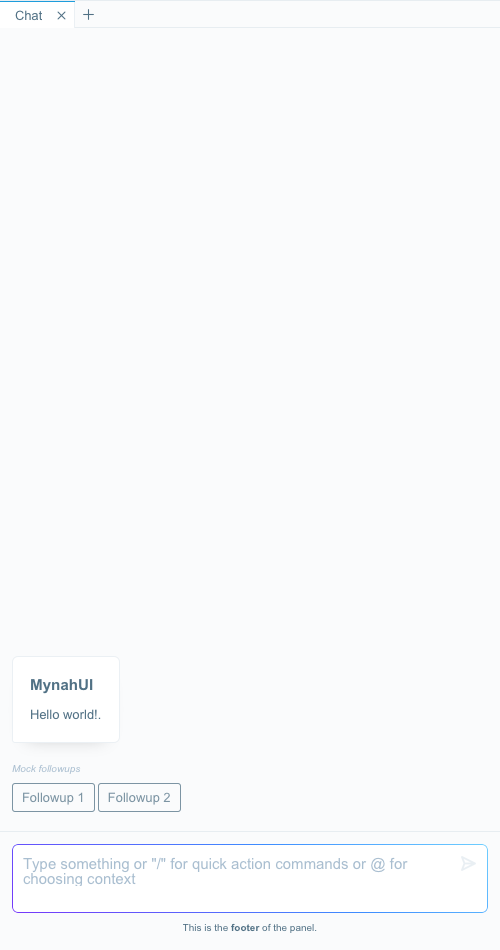 Chat
MynahUI
Hello world!.
Mock followups
Followup 1 Followup 2
Type something or "/" for quick action commands or @ for
choosing context
This is the footer of the panel.